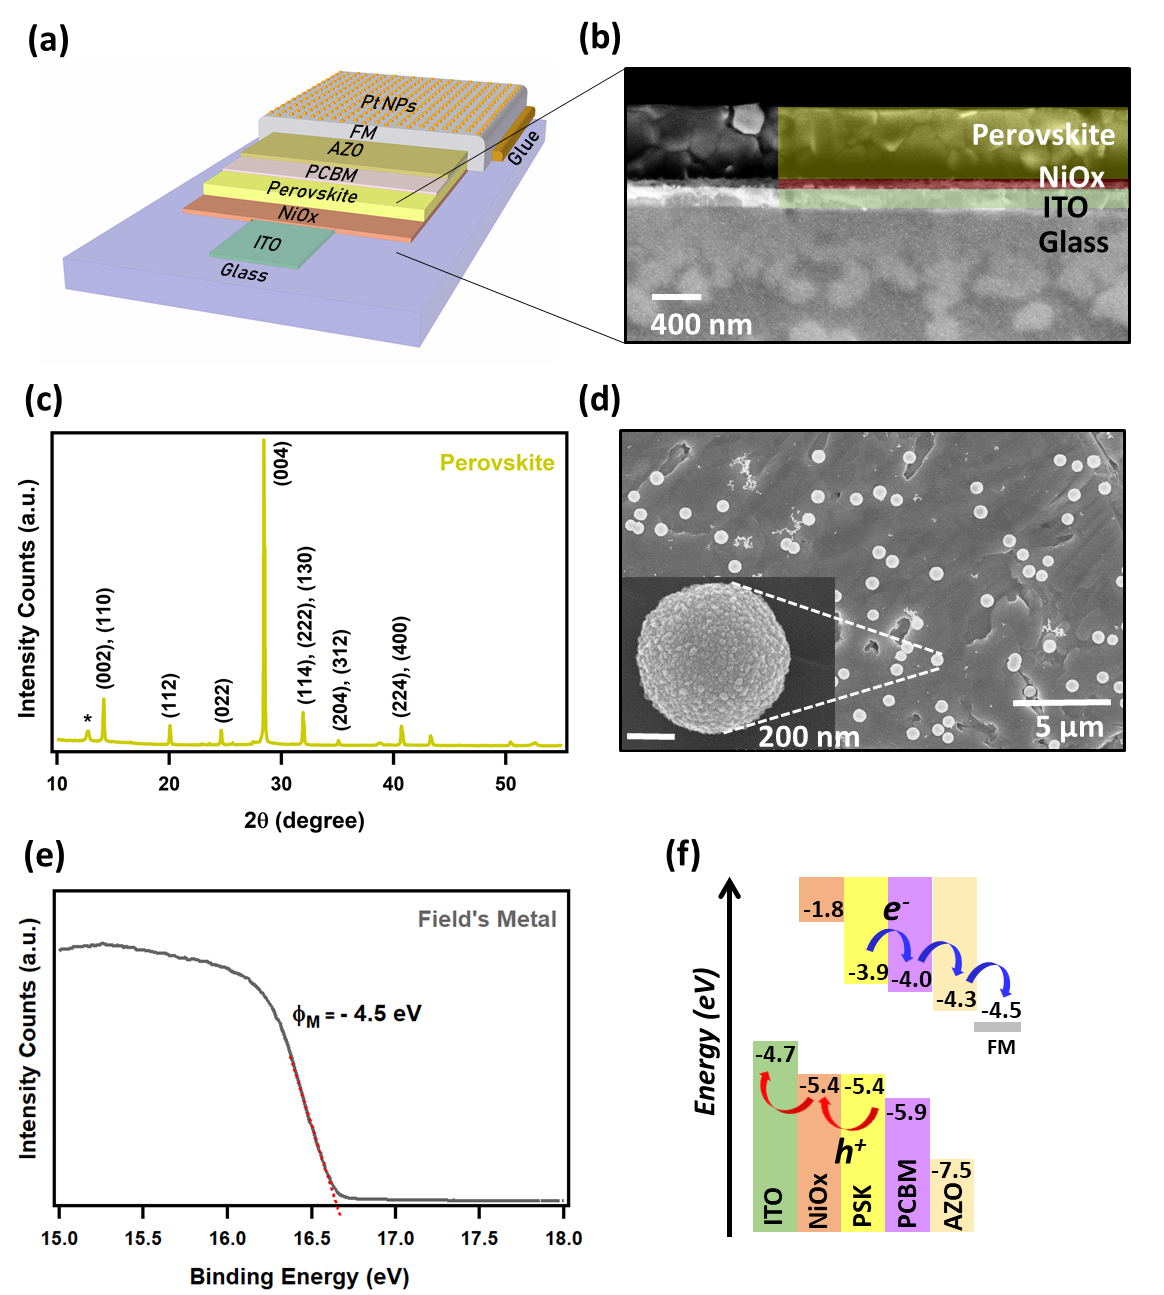 (a)
Pt NPs
FM
AZO
PCBM
Perovskite
NiOx
ITO
Glass
Glue
(b)
Perovskite
NiOx
ITO
Glass
400 nm
(c)
Perovskite
Intensity Counts (a.u.)
*
(002), (110)
(112)
(022)
(004)
(114), (222), (130)
(204), (312)
(224), (400)
10 20 30 40 50
2θ (degree)
(d)
200 nm
5 µm
(e)
Field's Metal
Intensity Counts (a.u.)
ϕM = - 4.5 eV
15.0 15.5 16.0 16.5 17.0 17.5 18.0
Binding Energy (eV)
(f)
Energy (eV)
-1.8
e-
-3.9
-4.0
-4.3
-4.5
FM
-4.7
-5.4
-5.4
-5.9
h+
-7.5
ITO
NiOx
PSK
PCBM
AZO